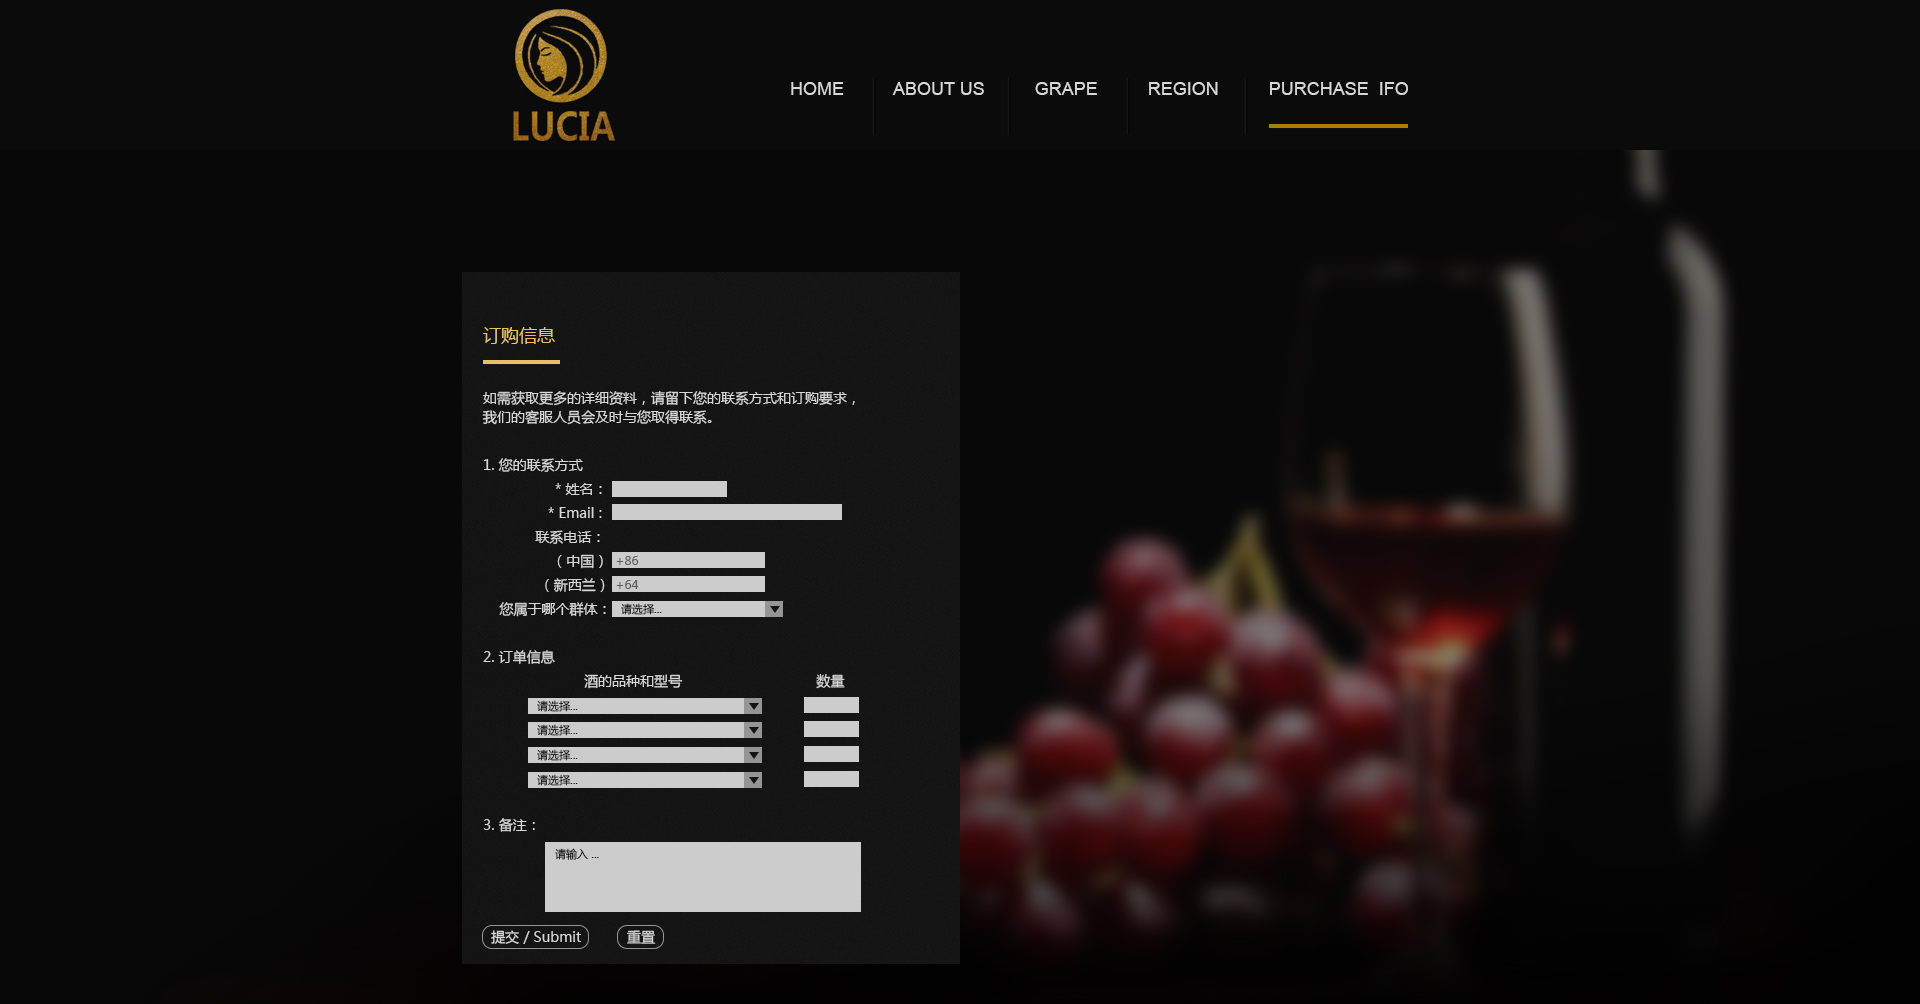 LUCIA
HOME ABOUT US GRAPE REGION PURCHASE IFO
订购信息
如需获取更多的详细资料，请留下您的联系方式和订购要求，
我们的客服人员会及时与您取得联系。
1. 您的联系方式
* 姓名：
* Email：
联系电话：
（中国） +86
（新西兰） +64
您属于哪个群体： 请选择...
2. 订单信息
酒的品种和型号 数量
请选择...
请选择...
请选择...
请选择...
3. 备注：
请输入 ...
提交 / Submit 重置